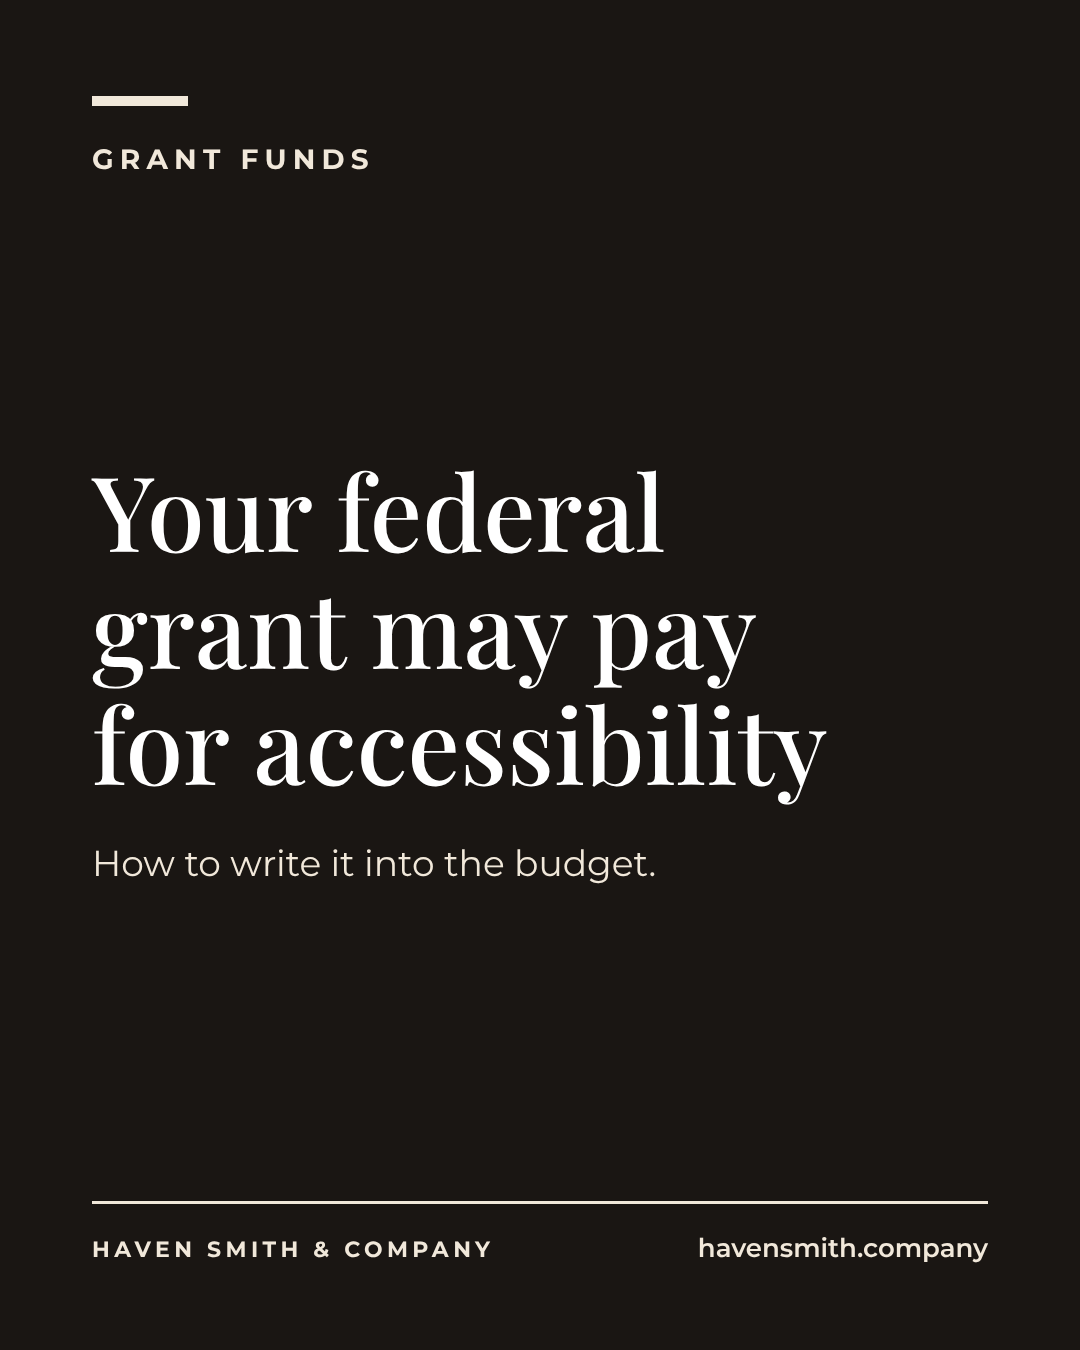 GRANT FUNDS
Your federal
grant may pay
for accessibility
How to write it into the budget.
HAVEN SMITH & COMPANY
havensmith.company